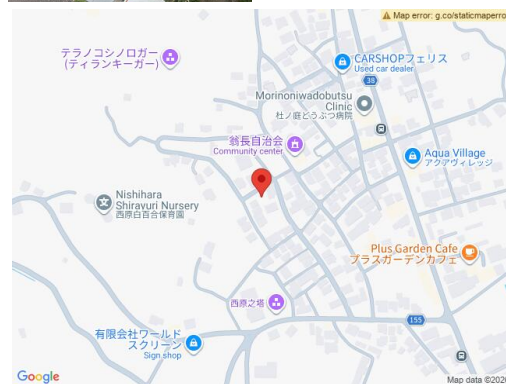 Map error: g.co/staticmaperro
テラノコシノロガー
(ティランキーガー)
CARSHOPフェリス
Used car dealer
38
Morinoniwadobutsu
Clinic
杜ノ庭どうぶつ病院
翁長自治会
Community center
Aqua Village
アクアヴィレッジ
Nishihara
Shirayuri Nursery
西原白百合保育園
Plus Garden Cafe
プラスガーデンカフェ
西原之塔
155
有限会社ワールド
スクリーン
Sign shop
Google
Map data ©202